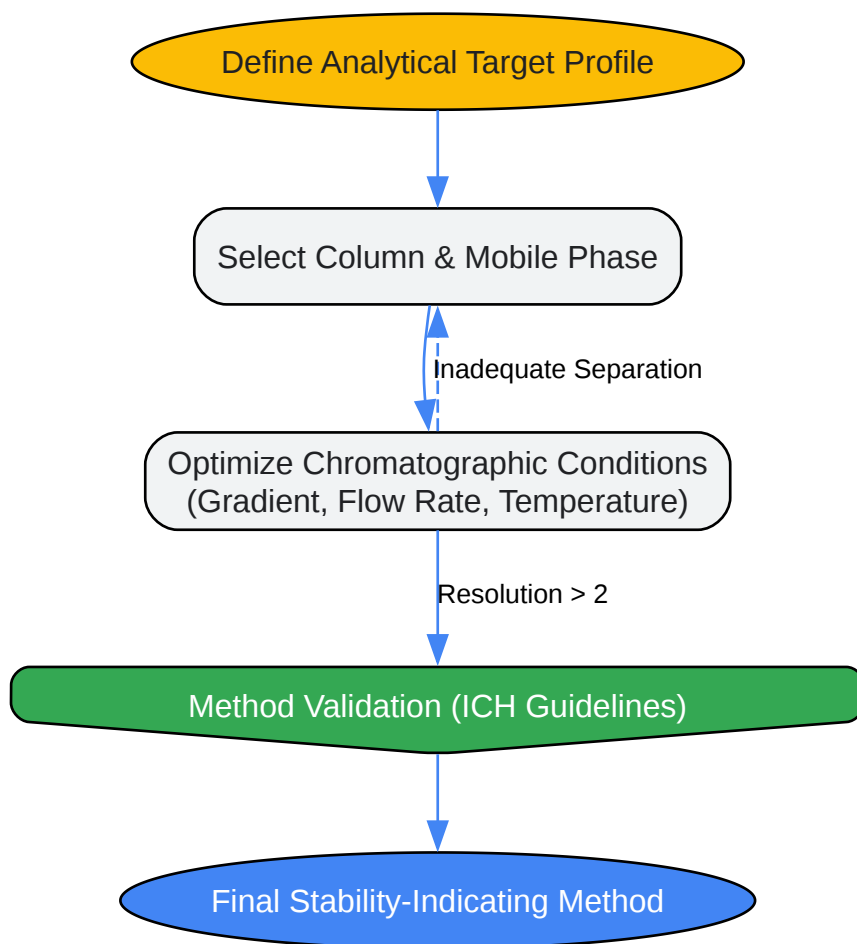 Define Analytical Target Profile
Select Column & Mobile Phase
Inadequate Separation
Optimize Chromatographic Conditions
(Gradient, Flow Rate, Temperature)
Resolution > 2
Method Validation (ICH Guidelines)
Final Stability-Indicating Method